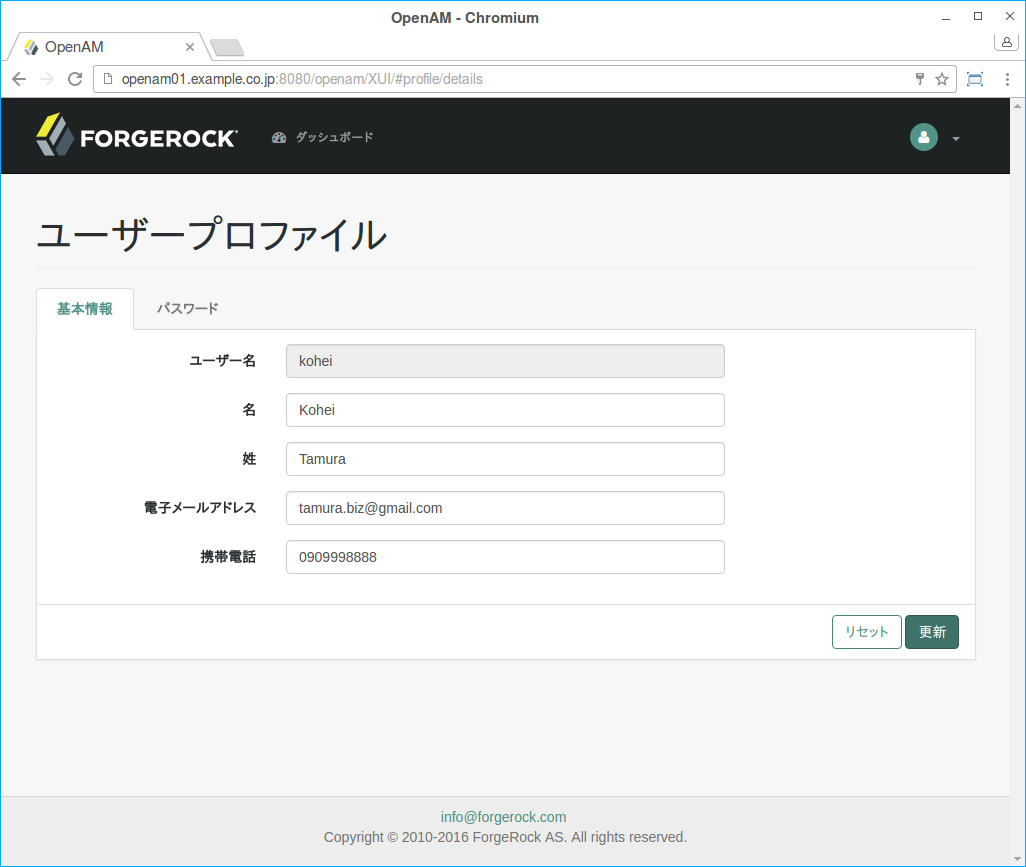 OpenAM - Chromium
OpenAM
openam01.example.co.jp:8080/openam/XUI/#profile/details
FORGEROCK
ダッシュボード
ユーザープロファイル
基本情報
パスワード
ユーザー名 kohei
名 Kohei
姓 Tamura
電子メールアドレス tamura.biz@gmail.com
携帯電話 0909998888
リセット 更新
info@forgerock.com
Copyright © 2010-2016 ForgeRock AS. All rights reserved.